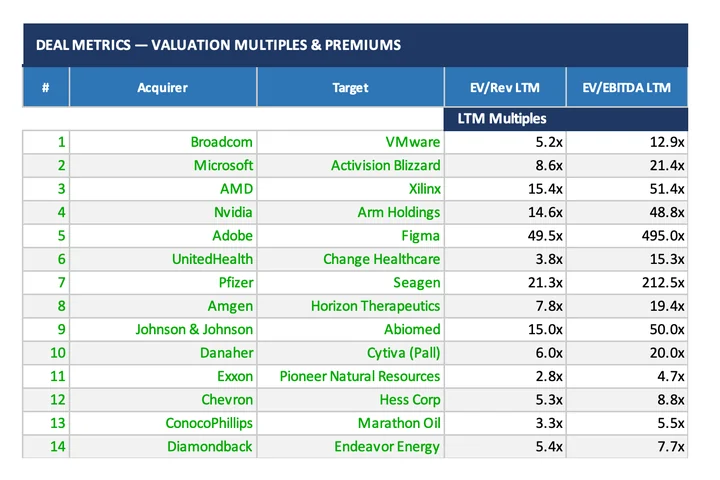 DEAL METRICS — VALUATION MULTIPLES & PREMIUMS
# Acquirer Target EV/Rev LTM EV/EBITDA LTM
LTM Multiples
1 Broadcom VMware 5.2x 12.9x
2 Microsoft Activision Blizzard 8.6x 21.4x
3 AMD Xilinx 15.4x 51.4x
4 Nvidia Arm Holdings 14.6x 48.8x
5 Adobe Figma 49.5x 495.0x
6 UnitedHealth Change Healthcare 3.8x 15.3x
7 Pfizer Seagen 21.3x 212.5x
8 Amgen Horizon Therapeutics 7.8x 19.4x
9 Johnson & Johnson Abiomed 15.0x 50.0x
10 Danaher Cytiva (Pall) 6.0x 20.0x
11 Exxon Pioneer Natural Resources 2.8x 4.7x
12 Chevron Hess Corp 5.3x 8.8x
13 ConocoPhillips Marathon Oil 3.3x 5.5x
14 Diamondback Endeavor Energy 5.4x 7.7x